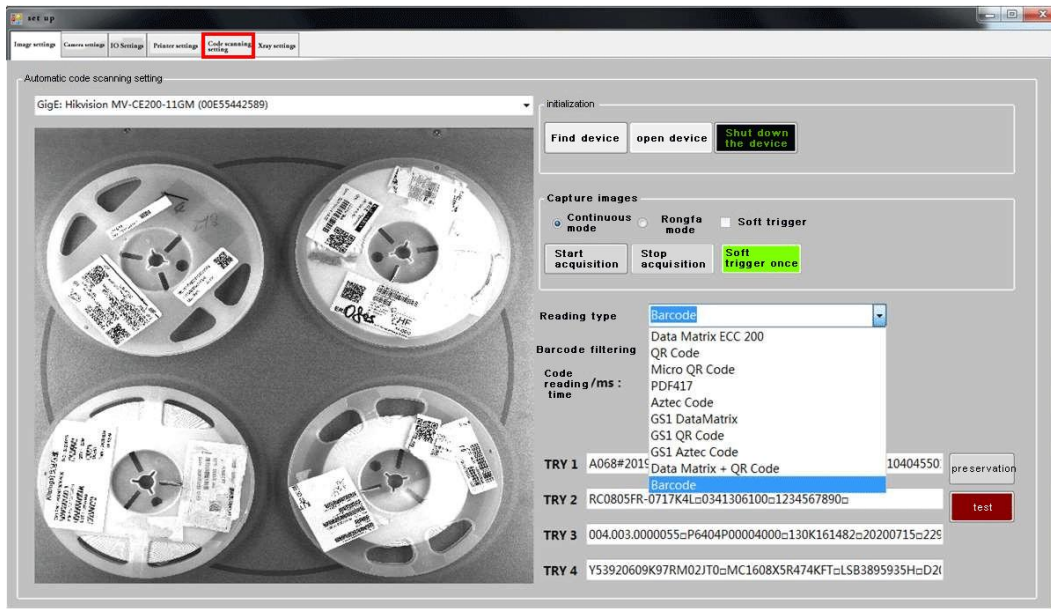 set up
Image settings
Camera settings
IO Settings
Printer settings
Code scanning
setting
Xray settings
Automatic code scanning setting
GigE: Hikvision MV-CE200-11GM (00E55442589)
initialization
Find device
open device
Shut down
the device
Capture images
Continuous
mode
Rongfa
mode
Soft trigger
Start
acquisition
Stop
acquisition
Soft
trigger once
Reading type
Barcode
Data Matrix ECC 200
QR Code
Micro QR Code
PDF417
Aztec Code
GS1 DataMatrix
GS1 QR Code
GS1 Aztec Code
Data Matrix + QR Code
Barcode
Barcode filtering
Code
reading/ms :
time
TRY 1 A068#2019 10404550
preservation
TRY 2 RC0805FR-0717K4L□0341306100□1234567890□
test
TRY 3 004.003.0000055□P6404P00004000□130K161482□20200715□229
TRY 4 Y53920609K97RM02JT0□MC1608X5R474KFT□LSB3895935H□D20